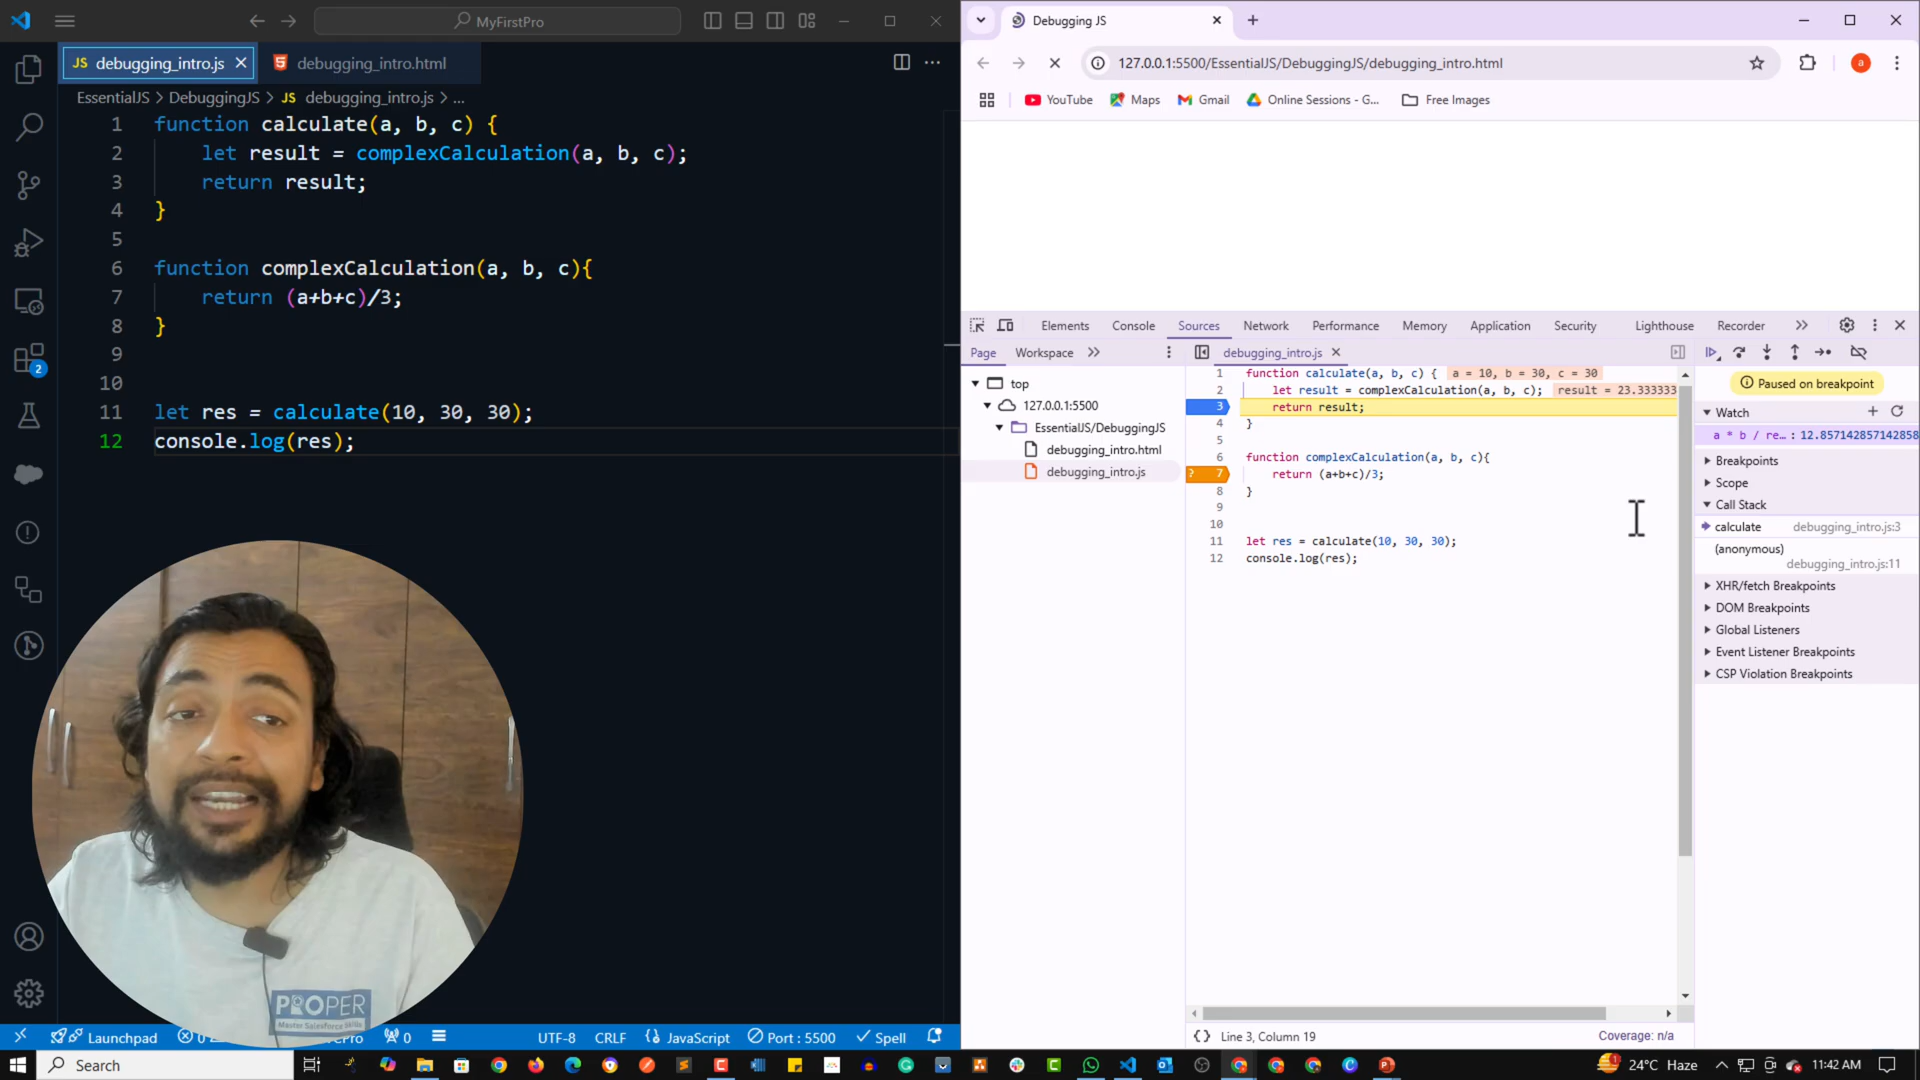 MyFirstPro
JS debugging_intro.js
debugging_intro.html
EssentialJS > DebuggingJS > JS debugging_intro.js > ...
1 function calculate(a, b, c) {
2 let result = complexCalculation(a, b, c);
3 return result;
4 }
5
6 function complexCalculation(a, b, c){
7 return (a+b+c)/3;
8 }
9
10
11 let res = calculate(10, 30, 30);
12 console.log(res);
2
PROPER
Master Salesforce Skills
Launchpad
0
0
UTF-8
CRLF
{} JavaScript
Port : 5500
Spell
Debugging JS
127.0.0.1:5500/EssentialJS/DebuggingJS/debugging_intro.html
a
YouTube
Maps
Gmail
Online Sessions - G...
Free Images
Elements
Console
Sources
Network
Performance
Memory
Application
Security
Lighthouse
Recorder
Page
Workspace
debugging_intro.js
top
127.0.0.1:5500
EssentialJS/DebuggingJS
debugging_intro.html
debugging_intro.js
1 function calculate(a, b, c) { a = 10, b = 30, c = 30
2 let result = complexCalculation(a, b, c); result = 23.333333
3 return result;
4 }
5
6 function complexCalculation(a, b, c){
? 7 return (a+b+c)/3;
8 }
9
10
11 let res = calculate(10, 30, 30);
12 console.log(res);
Paused on breakpoint
Watch
a * b / re...: 12.857142857142858
Breakpoints
Scope
Call Stack
calculate debugging_intro.js:3
(anonymous)
debugging_intro.js:11
XHR/fetch Breakpoints
DOM Breakpoints
Global Listeners
Event Listener Breakpoints
CSP Violation Breakpoints
{} Line 3, Column 19
Coverage: n/a
Search
24°C Haze
11:42 AM